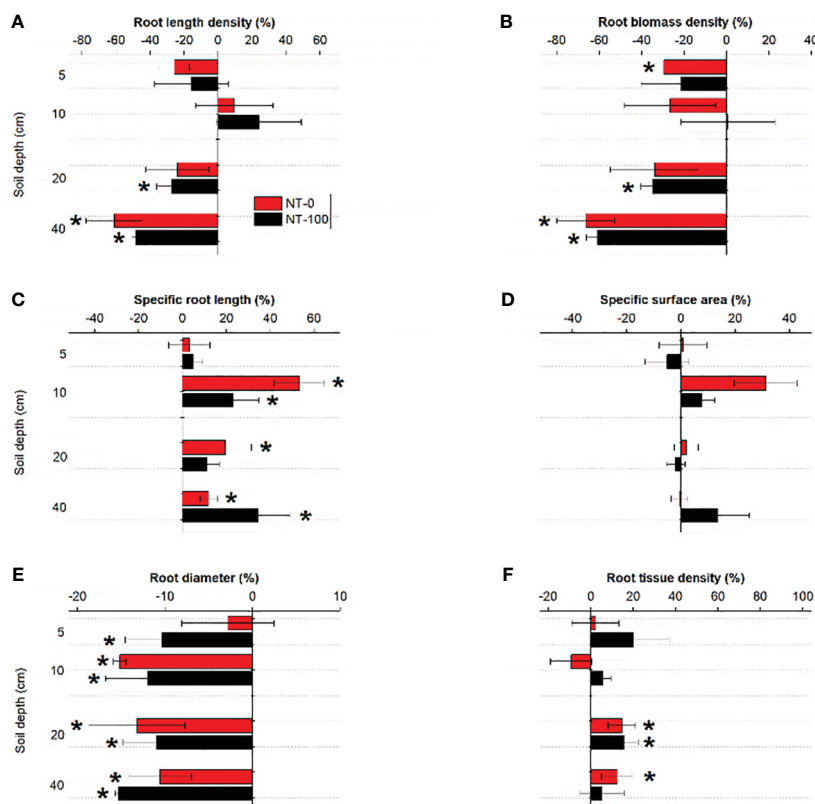 A
Root length density (%)
-80 -60 -40 -20 0 20 40 60
Soil depth (cm)
5
*
10
20
*
40
*
*
NT-0
NT-100
B
Root biomass density (%)
-80 -60 -40 -20 0 20 40
5
*
10
20
*
40
*
*
C
Specific root length (%)
-40 -20 0 20 40 60
Soil depth (cm)
5
10
*
*
20
*
40
*
*
D
Specific surface area (%)
-40 -20 0 20 40
5
10
20
40
E
Root diameter (%)
-20 -10 0 10
Soil depth (cm)
5
*
10
*
*
20
*
*
40
*
*
F
Root tissue density (%)
-20 0 20 40 60 80 100
5
10
20
*
*
40
*